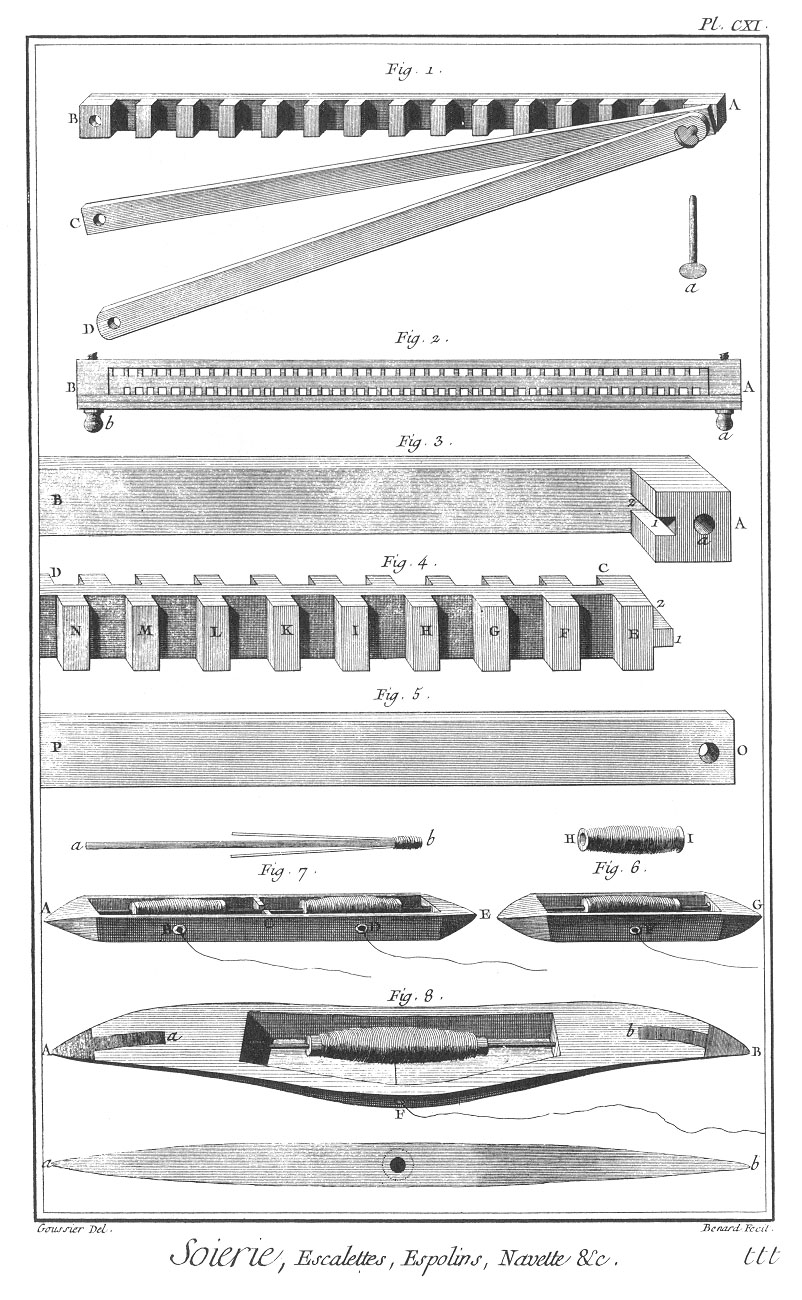 Pl. CXI.
Fig. 1.
B
A
C
D
a
Fig. 2.
B
A
b
a
Fig. 3.
B
2
1
A
a
Fig. 4.
D
C
N M L K I H G F E
2
1
Fig. 5.
P
O
a
b
H
I
Fig. 7.
Fig. 6.
A
B
C
D
E
G
F
Fig. 8.
A
a
b
B
F
a
b
Goussier Del.
Benard Fecit.
Soierie, Escalettes, Espolins, Navette &c.
ttt